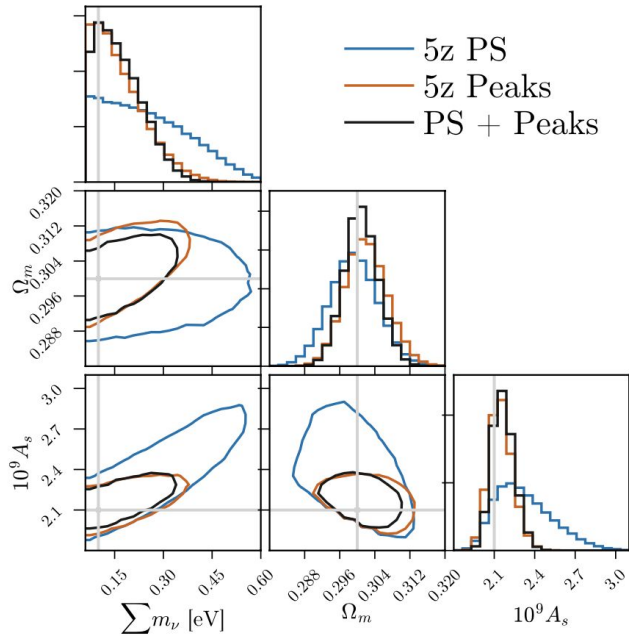 5z PS
5z Peaks
PS + Peaks
0.320
0.312
0.304
0.296
0.288
Ω_m
3.0
2.7
2.4
2.1
10⁹A_s
0.15
0.30
0.45
0.60
0.288
0.296
0.304
0.312
0.320
2.1
2.4
2.7
3.0
∑ m_ν [eV]
Ω_m
10⁹A_s